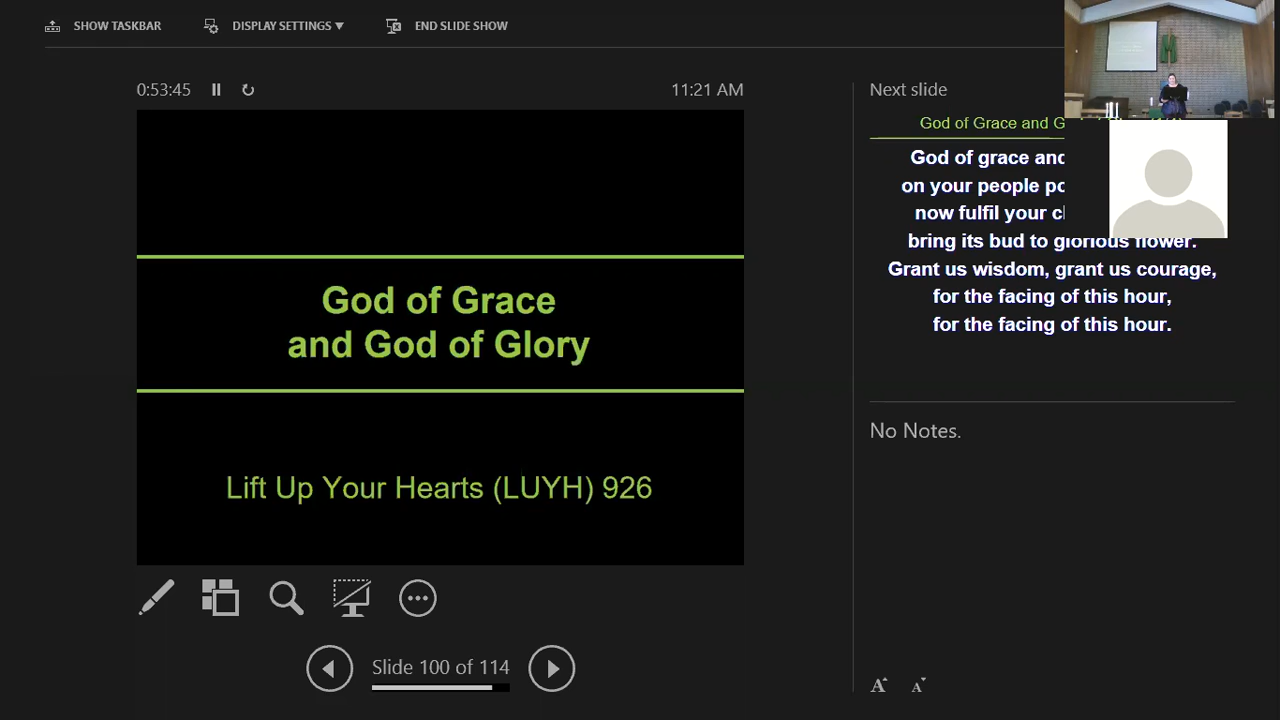 SHOW TASKBAR
DISPLAY SETTINGS
END SLIDE SHOW
0:53:45
11:21 AM
God of Grace
and God of Glory
Lift Up Your Hearts (LUYH) 926
Slide 100 of 114
Next slide
God of Grace and G
God of grace and
on your people
now fulfil your
bring its bud to glorious flower.
Grant us wisdom, grant us courage,
for the facing of this hour,
for the facing of this hour.
No Notes.
A A